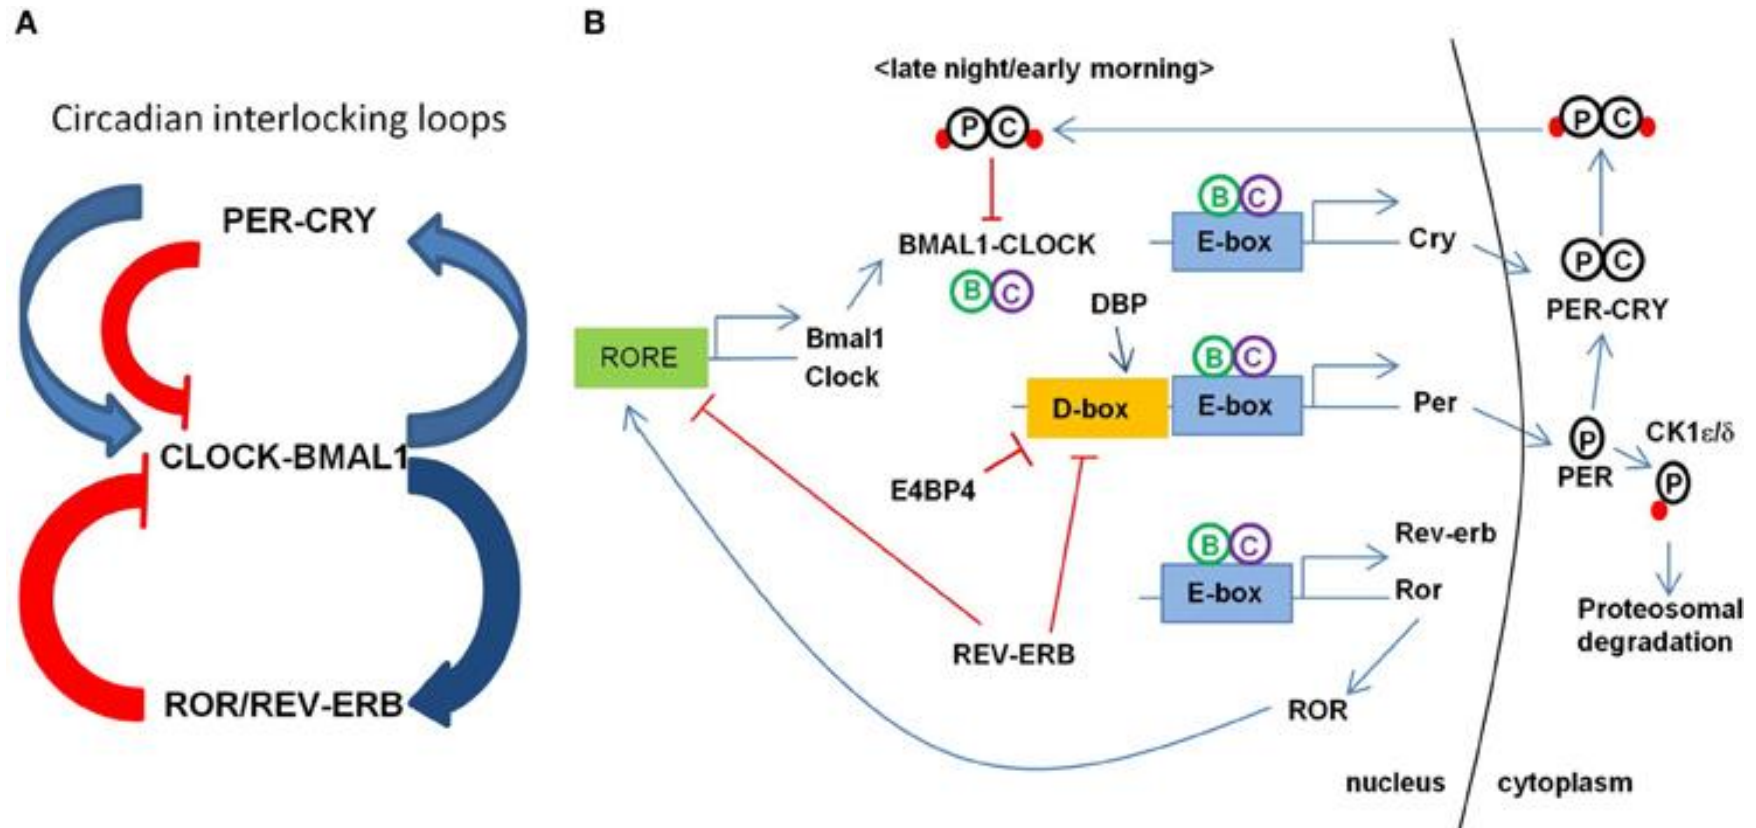 A
Circadian interlocking loops
PER-CRY
CLOCK-BMAL1
ROR/REV-ERB
B
<late night/early morning>
P C
P C
BMAL1-CLOCK
B C
B C
E-box
Cry
P C
PER-CRY
DBP
RORE
Bmal1
Clock
D-box
B C
E-box
Per
E4BP4
P
PER
CK1ε/δ
P
B C
E-box
Rev-erb
Ror
Proteosomal
degradation
REV-ERB
ROR
nucleus
cytoplasm